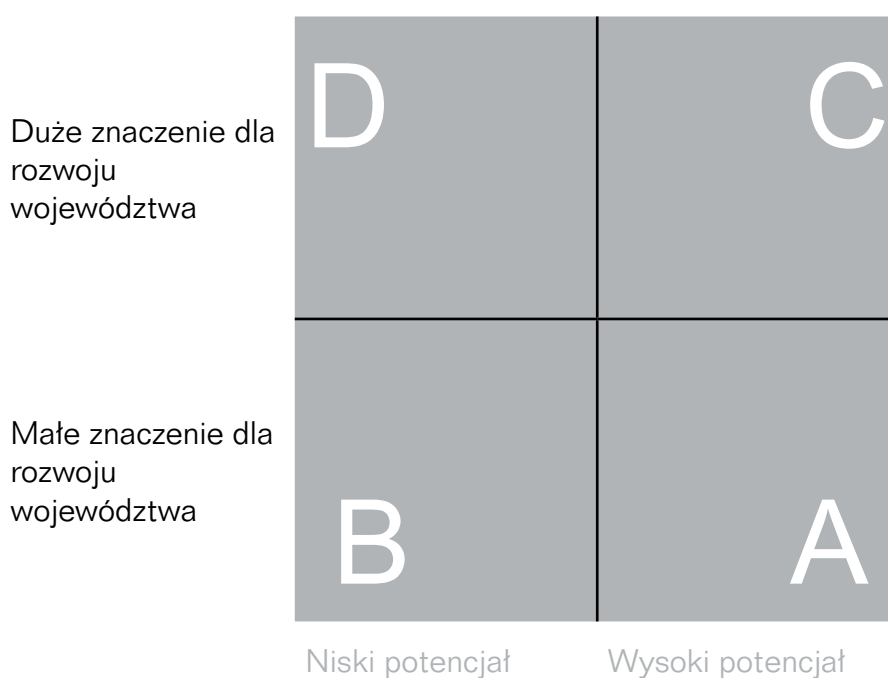 D
C
Duże znaczenie dla
rozwoju
województwa
Małe znaczenie dla
rozwoju
województwa
B
A
Niski potencjał
Wysoki potencjał